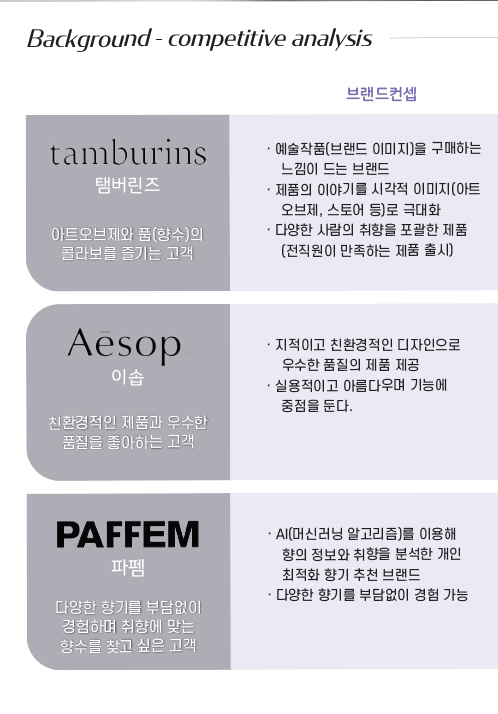 Background - competitive analysis
브랜드컨셉
tamburins
탬버린즈
아트오브제와 품(향수)의
콜라보를 즐기는 고객
· 예술작품(브랜드 이미지)을 구매하는
느낌이 드는 브랜드
· 제품의 이야기를 시각적 이미지(아트
오브제, 스토어 등)로 극대화
· 다양한 사람의 취향을 포괄한 제품
(전직원이 만족하는 제품 출시)
Aēsop
이솝
친환경적인 제품과 우수한
품질을 좋아하는 고객
· 지적이고 친환경적인 디자인으로
우수한 품질의 제품 제공
· 실용적이고 아름다우며 기능에
중점을 둔다.
PAFFEM
파펨
다양한 향기를 부담없이
경험하며 취향에 맞는
향수를 찾고 싶은 고객
· AI(머신러닝 알고리즘)를 이용해
향의 정보와 취향을 분석한 개인
최적화 향기 추천 브랜드
· 다양한 향기를 부담없이 경험 가능